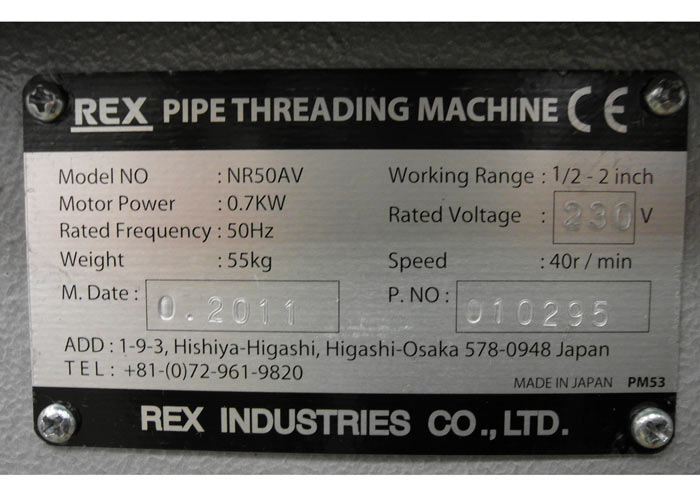 REX PIPE THREADING MACHINE CE
Model NO : NR50AV Working Range : 1/2 - 2 inch
Motor Power : 0.7KW Rated Voltage : 230 V
Rated Frequency : 50Hz
Weight : 55kg Speed : 40r / min
M. Date : 0.2011 P. NO : 010295
ADD : 1-9-3, Hishiya-Higashi, Higashi-Osaka 578-0948 Japan
TEL : +81-(0)72-961-9820
MADE IN JAPAN PM53
REX INDUSTRIES CO.,LTD.